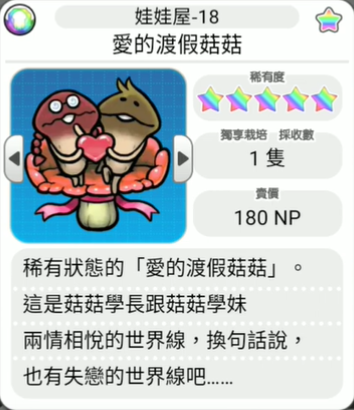 娃娃屋-18
愛的渡假菇菇
稀有度
獨享栽培 採收數
1 隻
賣價
180 NP
稀有狀態的「愛的渡假菇菇」。
這是菇菇學長跟菇菇學妹
兩情相悅的世界線，換句話說，
也有失戀的世界線吧……